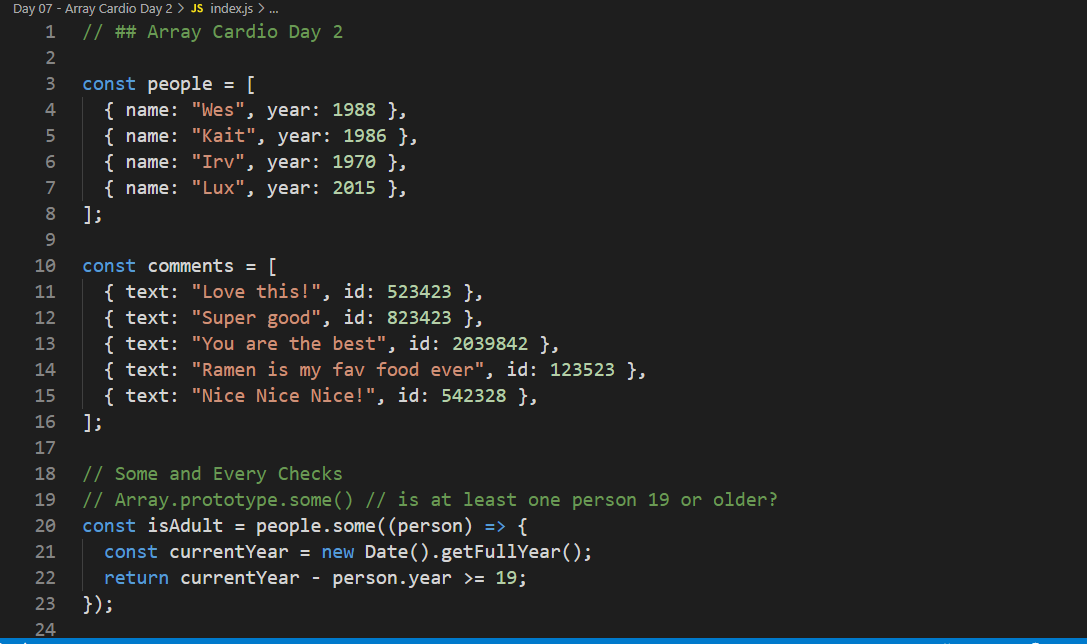 Day 07 - Array Cardio Day 2 > JS index.js > ...
1 // ## Array Cardio Day 2
2
3 const people = [
4   { name: "Wes", year: 1988 },
5   { name: "Kait", year: 1986 },
6   { name: "Irv", year: 1970 },
7   { name: "Lux", year: 2015 },
8 ];
9
10 const comments = [
11   { text: "Love this!", id: 523423 },
12   { text: "Super good", id: 823423 },
13   { text: "You are the best", id: 2039842 },
14   { text: "Ramen is my fav food ever", id: 123523 },
15   { text: "Nice Nice Nice!", id: 542328 },
16 ];
17
18 // Some and Every Checks
19 // Array.prototype.some() // is at least one person 19 or older?
20 const isAdult = people.some((person) => {
21   const currentYear = new Date().getFullYear();
22   return currentYear - person.year >= 19;
23 });
24